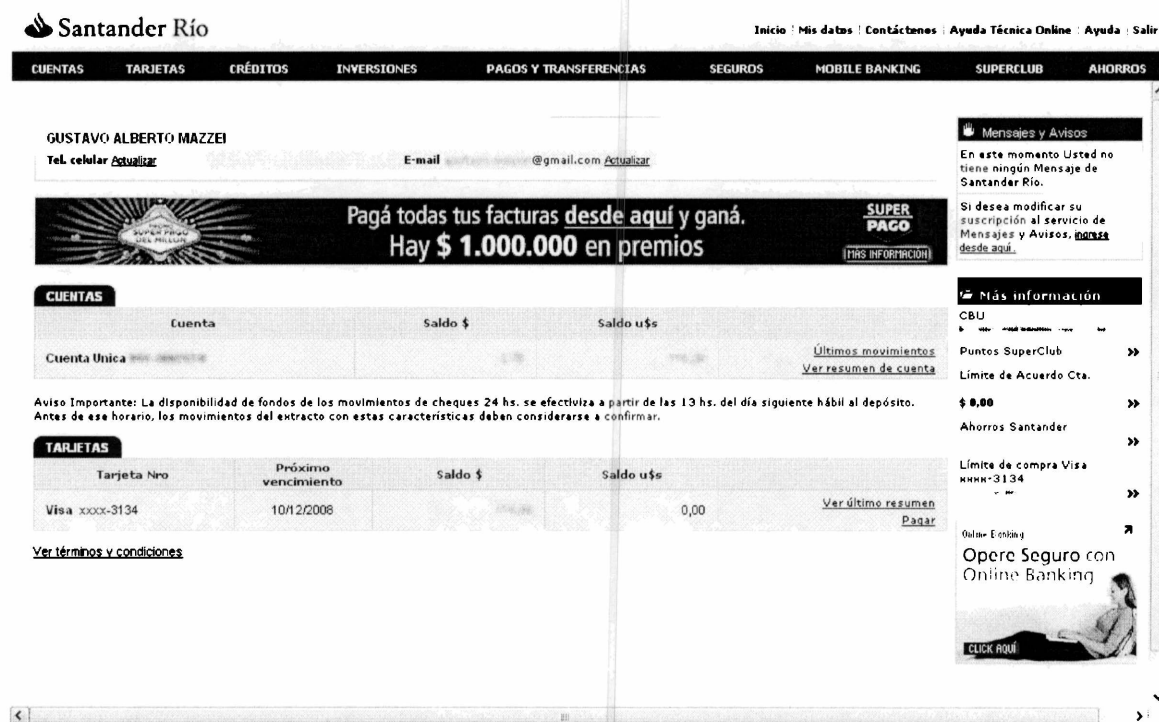 Santander Río
Inicio Mis datos Contáctenos Ayuda Técnica Online Ayuda Salir
CUENTAS TARJETAS CRÉDITOS INVERSIONES PAGOS Y TRANSFERENCIAS SEGUROS MOBILE BANKING SUPERCLUB AHORROS
GUSTAVO ALBERTO MAZZEI
Tel. celular Actualizar E-mail @gmail.com Actualizar
Pagá todas tus facturas desde aquí y ganá.
Hay $ 1.000.000 en premios
SUPER PAGO DEL MILLON
SUPER
PAGO
MÁS INFORMACIÓN
CUENTAS
Cuenta Saldo $ Saldo u$s
Cuenta Unica Últimos movimientos
Ver resumen de cuenta
Aviso Importante: La disponibilidad de fondos de los movimientos de cheques 24 hs. se efectiviza a partir de las 13 hs. del día siguiente hábil al depósito.
Antes de ese horario, los movimientos del extracto con estas características deben considerarse a confirmar.
TARJETAS
Tarjeta Nro Próximo vencimiento Saldo $ Saldo u$s
Visa xxxx-3134 10/12/2008 0,00 Ver último resumen
Pagar
Ver términos y condiciones
Mensajes y Avisos
En este momento Usted no
tiene ningún Mensaje de
Santander Río.
Si desea modificar su
suscripción al servicio de
Mensajes y Avisos, ingrese
desde aquí.
Más información
CBU
Puntos SuperClub »
Límite de Acuerdo Cta.
$ 0,00 »
Ahorros Santander
»
Límite de compra Visa
xxxx-3134
»
Online Banking
Opere Seguro con
Online Banking
CLICK AQUÍ